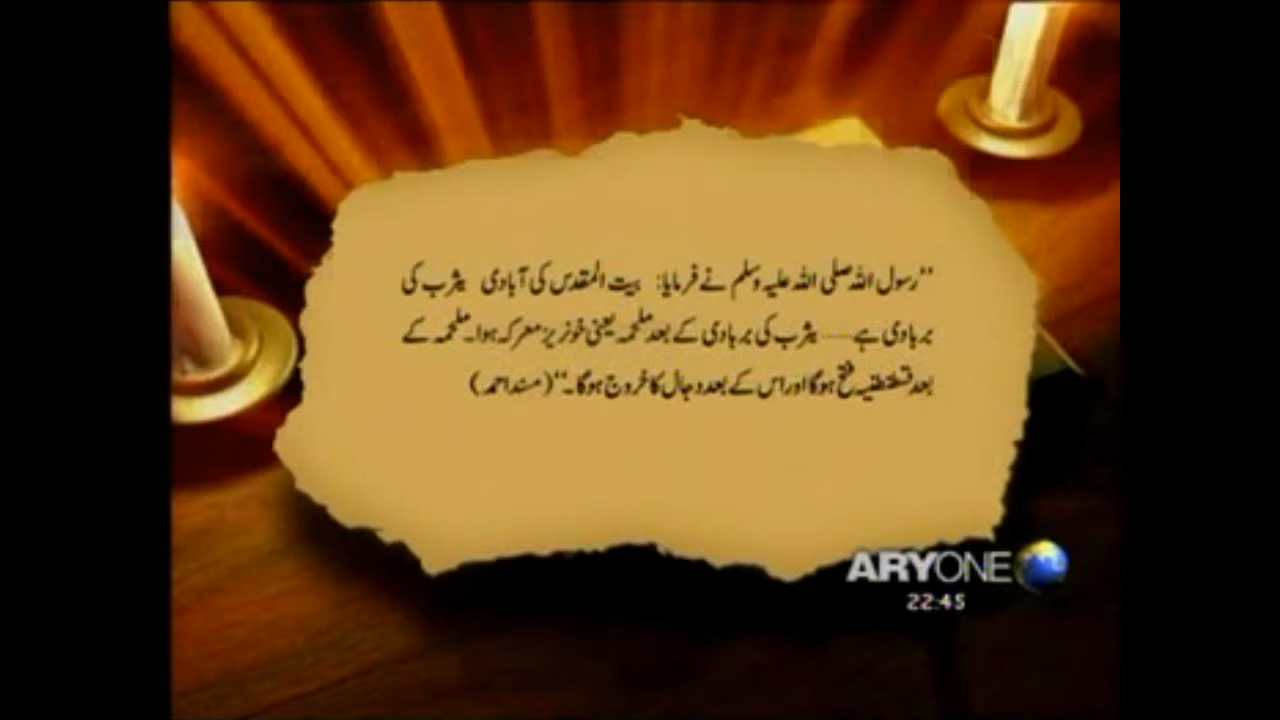 ”رسول اللہ صلی اللہ علیہ وسلم نے فرمایا: بیت المقدس کی آبادی یثرب کی
بربادی ہے۔۔۔۔ یثرب کی بربادی کے بعد ملحمہ یعنی خونریز معرکہ ہوا۔ ملحمہ کے
بعد قسطنطنیہ فتح ہوگا اور اس کے بعد دجال کا خروج ہوگا۔“ (مسند احمد)
ARYONE
22:45